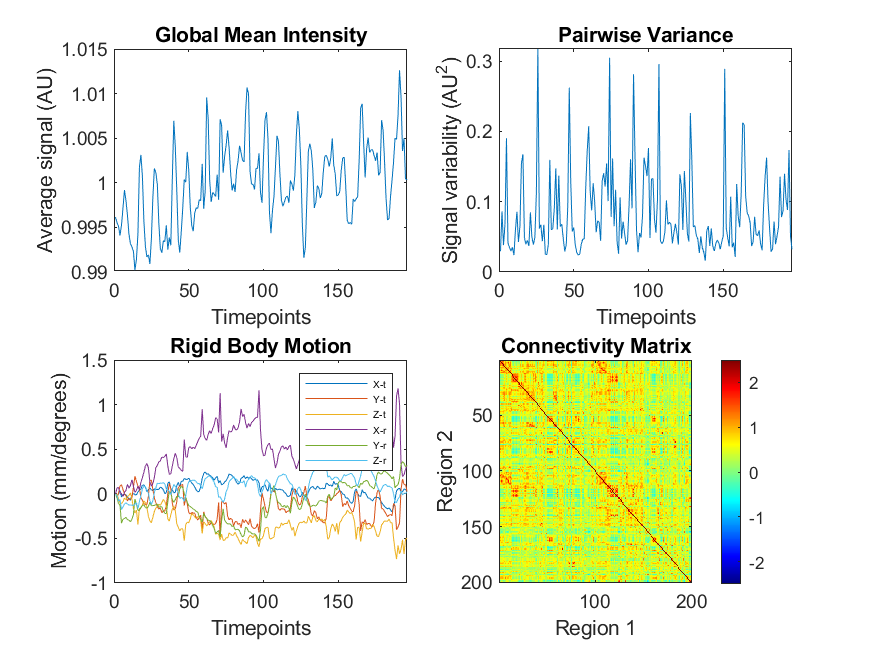 Global Mean Intensity
Average signal (AU)
1.015
1.01
1.005
1
0.995
0.99
0
50
100
150
Timepoints
Pairwise Variance
Signal variability (AU²)
0.3
0.2
0.1
0
0
50
100
150
Timepoints
Rigid Body Motion
Motion (mm/degrees)
1.5
1
0.5
0
-0.5
-1
0
50
100
150
Timepoints
X-t
Y-t
Z-t
X-r
Y-r
Z-r
Connectivity Matrix
Region 2
50
100
150
200
100
200
Region 1
2
1
0
-1
-2